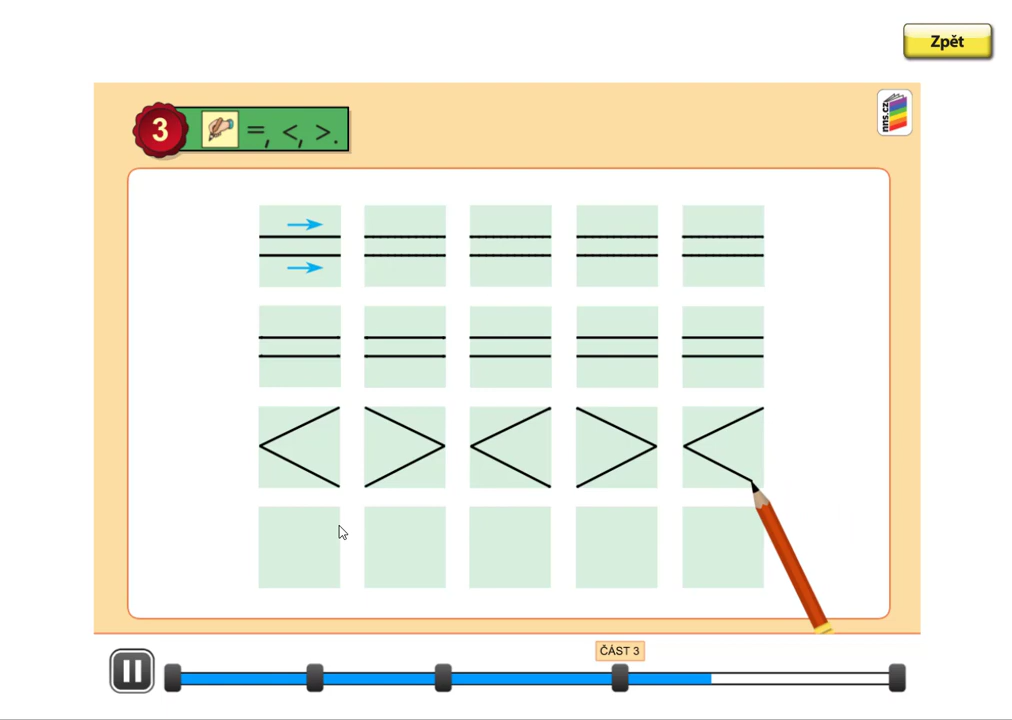 Zpět
nns.cz
3 =, <, >.
= = = = =
= = = = =
< > < > <
ČÁST 3